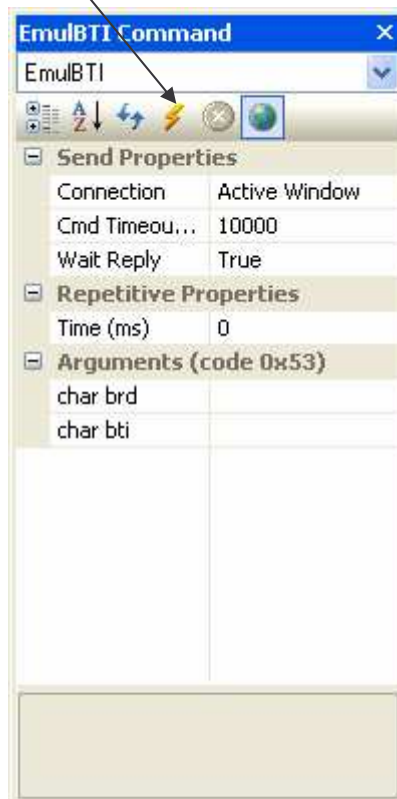 EmulBTI Command
EmulBTI
Send Properties
Connection Active Window
Cmd Timeou... 10000
Wait Reply True
Repetitive Properties
Time (ms) 0
Arguments (code 0x53)
char brd
char bti